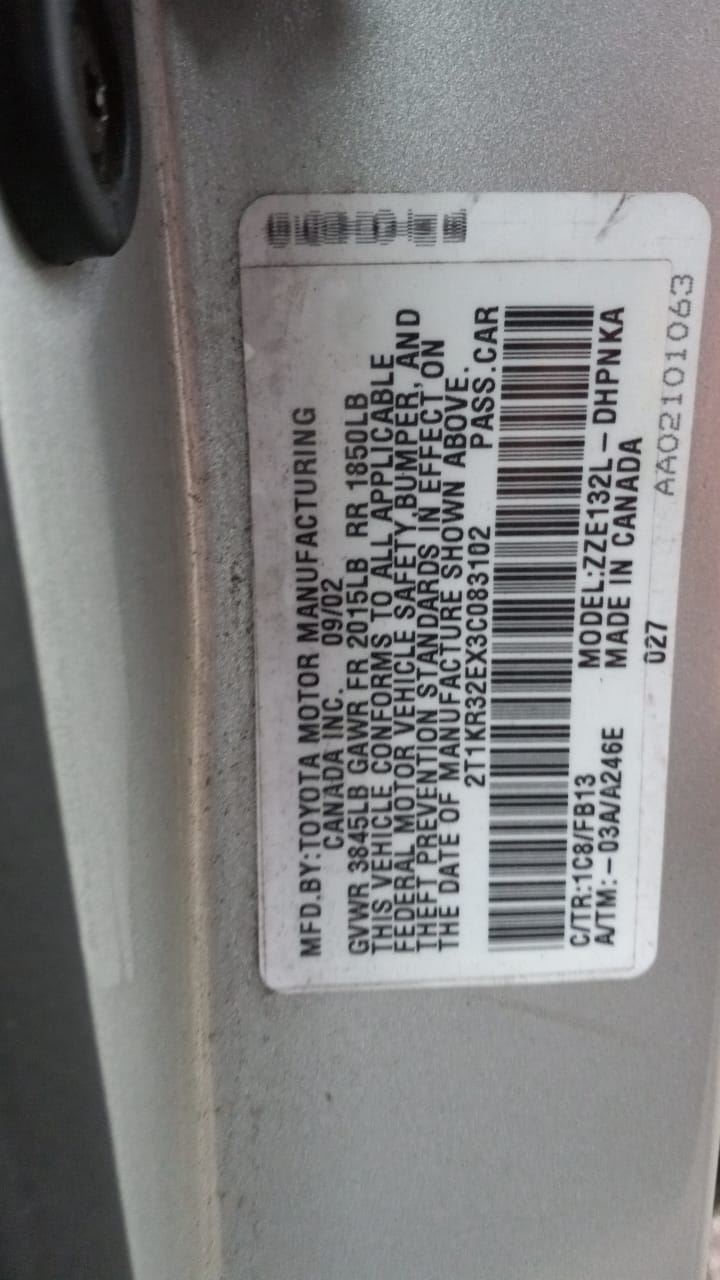 MFD.BY:TOYOTA MOTOR MANUFACTURING
CANADA INC. 09/02
GVWR 3845LB GAWR FR 2015LB RR 1850LB
THIS VEHICLE CONFORMS TO ALL APPLICABLE
FEDERAL MOTOR VEHICLE SAFETY, BUMPER, AND
THEFT PREVENTION STANDARDS IN EFFECT ON
THE DATE OF MANUFACTURE SHOWN ABOVE.
2T1KR32EX3C083102 PASS.CAR
C/TR:1C8/FB13 MODEL:ZZE132L-DHPNKA
A/TM:-03A/A246E MADE IN CANADA
027
AA02101063